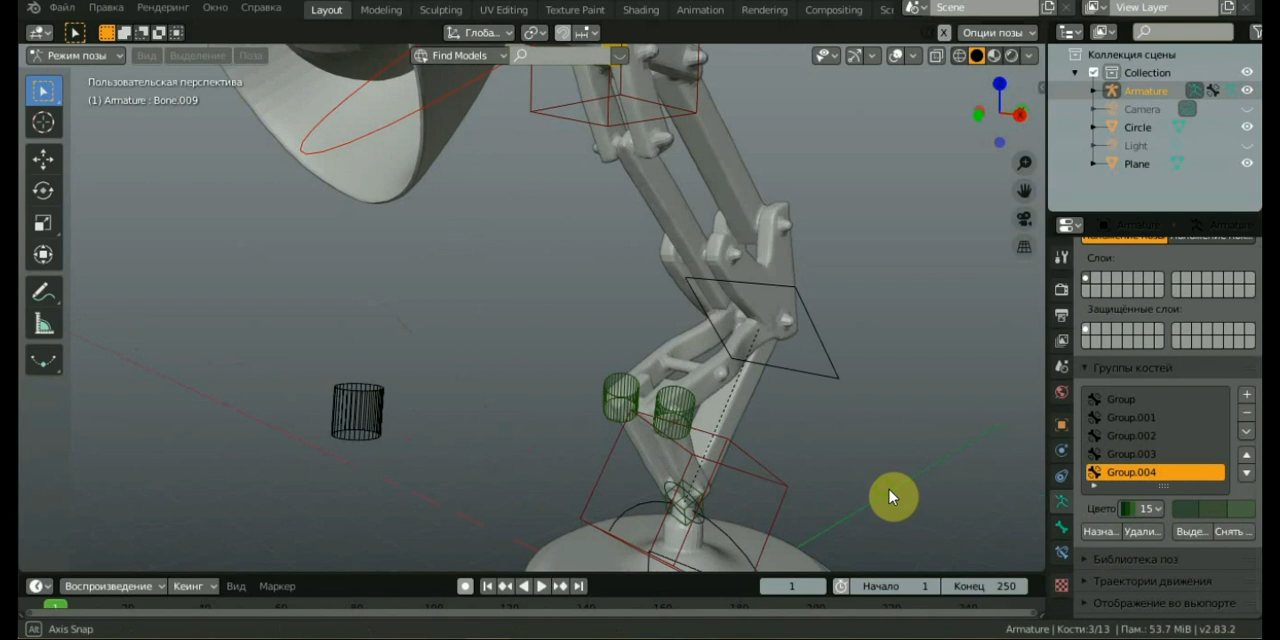 Файл Правка Рендеринг Окно Справка Layout Modeling Sculpting UV Editing Texture Paint Shading Animation Rendering Compositing Scene View Layer
Глоба... Опции позы
Режим позы Вид Выделение Поза Find Models
Пользовательская перспектива
(1) Armature : Bone.009
Коллекция сцены
Collection
Armature
Camera
Circle
Light
Plane
Armature Armature
Слои:
Защищённые слои:
Группы костей
Group
Group.001
Group.002
Group.003
Group.004
Цвето 15
Назна... Удали... Выде... Снять ...
Библиотека поз
Траектории движения
Отображение во вьюпорте
Воспроизведение Кеинг Вид Маркер 1 Начало 1 Конец 250
1
Alt Axis Snap Armature | Кости:3/13 | Пам.: 53.7 MiB | v2.83.2